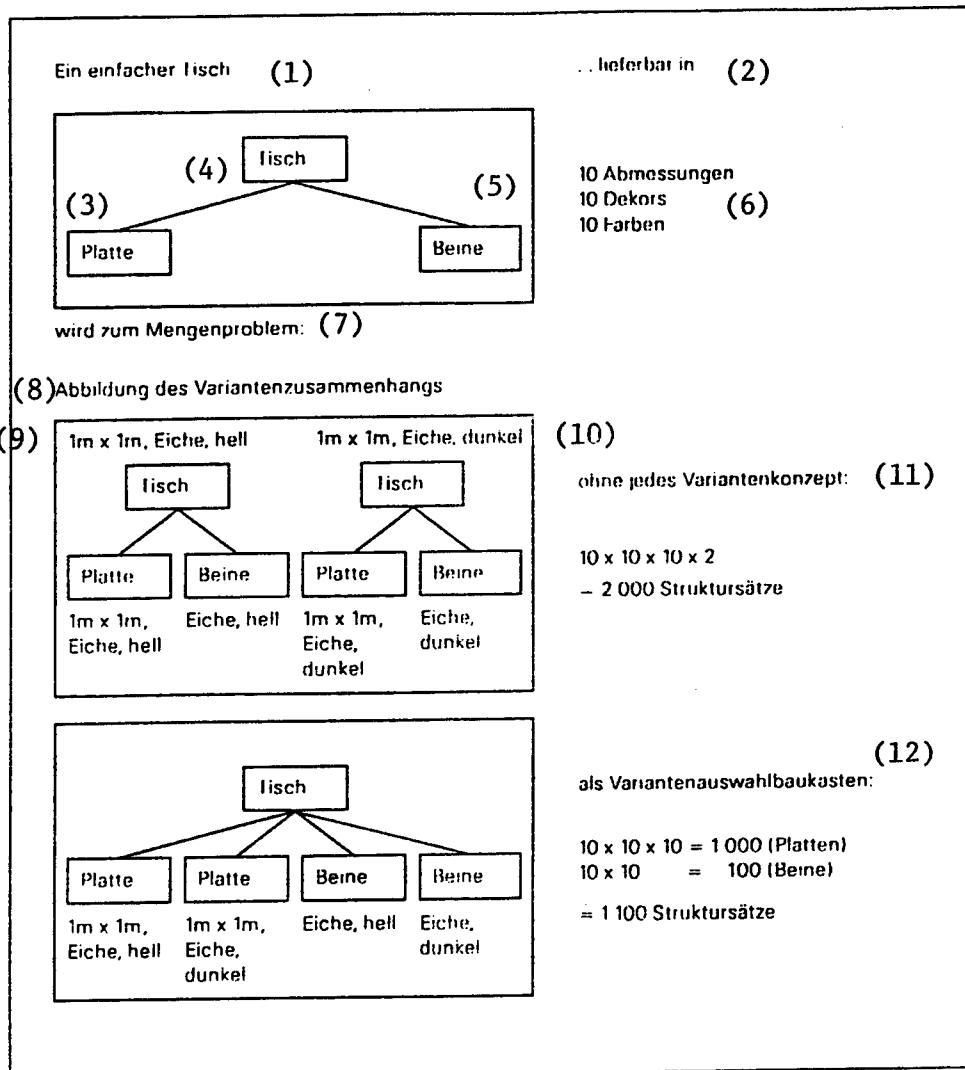 Ein einfacher Tisch (1)
. . lieferbar in (2)
Tisch
(4)
(5)
(3)
Platte
Beine
10 Abmessungen
10 Dekors (6)
10 Farben
wird zum Mengenproblem: (7)
(8) Abbildung des Variantenzusammenhangs
(9) 1m x 1m, Eiche, hell
1m x 1m, Eiche, dunkel (10)
Tisch
Tisch
ohne jedes Variantenkonzept: (11)
Platte
Beine
Platte
Beine
10 x 10 x 10 x 2
– 2 000 Struktursätze
1m x 1m,
Eiche, hell
Eiche, hell
1m x 1m,
Eiche,
dunkel
Eiche,
dunkel
(12)
Tisch
als Variantenauswahlbaukasten:
Platte
Platte
Beine
Beine
10 x 10 x 10 = 1 000 (Platten)
10 x 10 = 100 (Beine)
= 1 100 Struktursätze
1m x 1m,
Eiche, hell
1m x 1m,
Eiche,
dunkel
Eiche, hell
Eiche,
dunkel